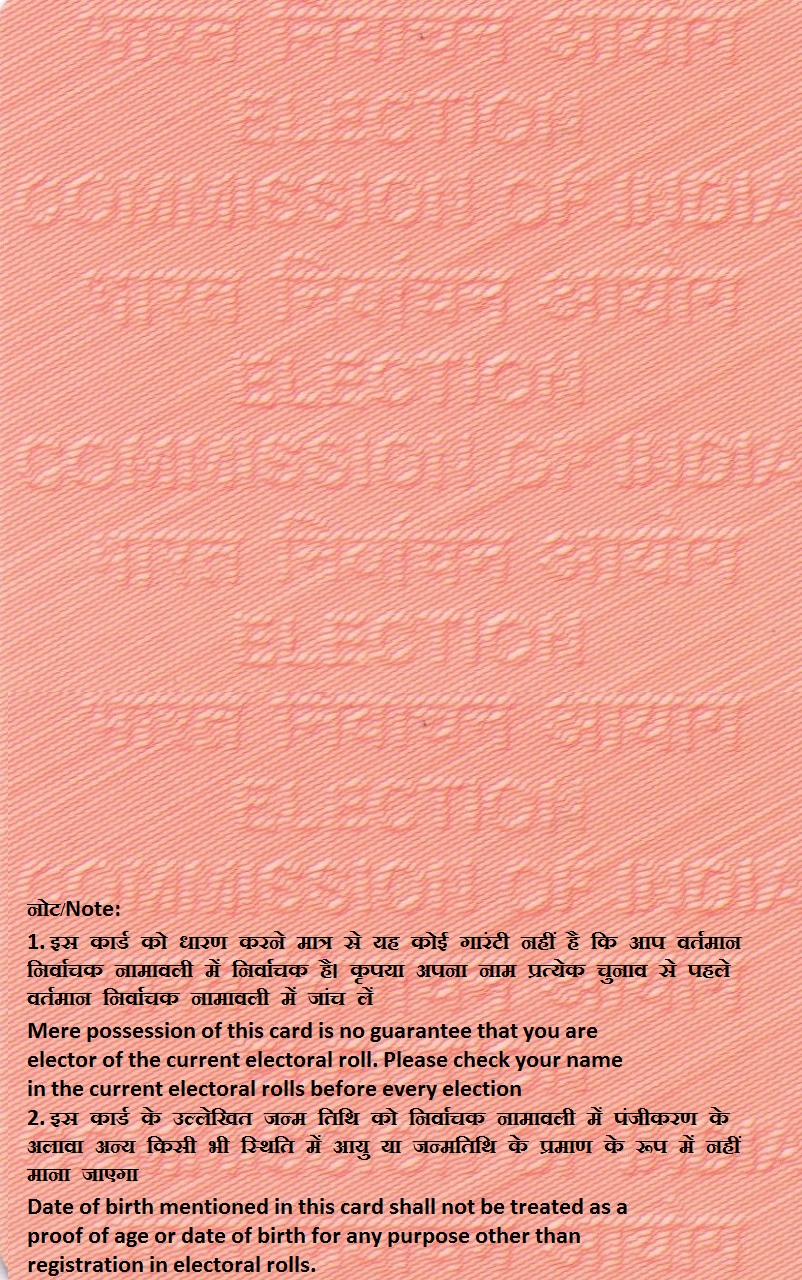 भारत निर्वाचन आयोग
ELECTION
COMMISSION OF INDIA
भारत निर्वाचन आयोग
ELECTION
COMMISSION OF INDIA
भारत निर्वाचन आयोग
ELECTION
भारत निर्वाचन आयोग
ELECTION
COMMISSION OF INDIA
नोट/Note:
1. इस कार्ड को धारण करने मात्र से यह कोई गारंटी नहीं है कि आप वर्तमान
निर्वाचक नामावली में निर्वाचक है। कृपया अपना नाम प्रत्येक चुनाव से पहले
वर्तमान निर्वाचक नामावली में जांच लें
Mere possession of this card is no guarantee that you are
elector of the current electoral roll. Please check your name
in the current electoral rolls before every election
2. इस कार्ड के उल्लेखित जन्म तिथि को निर्वाचक नामावली में पंजीकरण के
अलावा अन्य किसी भी स्थिति में आयु या जन्मतिथि के प्रमाण के रूप में नहीं
माना जाएगा
Date of birth mentioned in this card shall not be treated as a
proof of age or date of birth for any purpose other than
registration in electoral rolls.